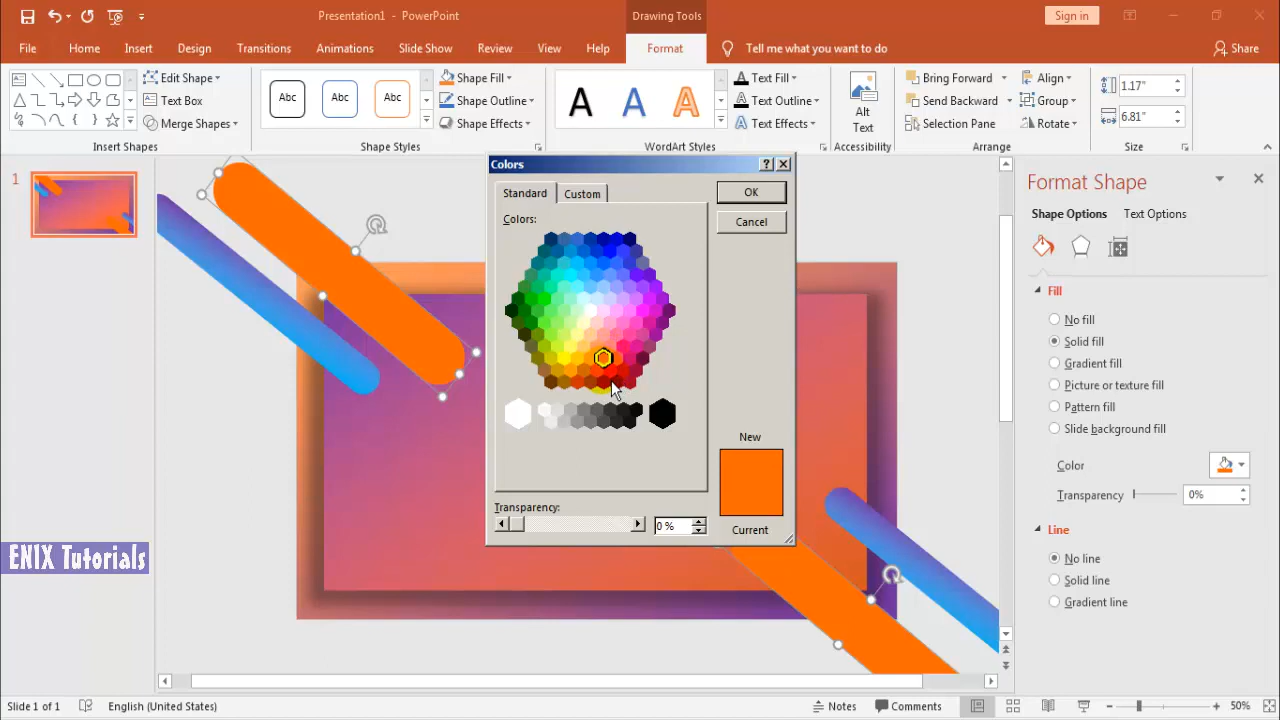 Presentation1 - PowerPoint
Drawing Tools
Sign in
File Home Insert Design Transitions Animations Slide Show Review View Help Format Tell me what you want to do Share
Edit Shape
Text Box
Merge Shapes
Insert Shapes
Abc Abc Abc
Shape Fill
Shape Outline
Shape Effects
Shape Styles
A A A
Text Fill
Text Outline
Text Effects
WordArt Styles
Alt Text
Accessibility
Bring Forward
Send Backward
Selection Pane
Align
Group
Rotate
Arrange
1.17"
6.81"
Size
1
Colors
Standard Custom
Colors:
OK
Cancel
New
Current
Transparency:
0 %
Format Shape
Shape Options Text Options
Fill
No fill
Solid fill
Gradient fill
Picture or texture fill
Pattern fill
Slide background fill
Color
Transparency 0%
Line
No line
Solid line
Gradient line
EN1X Tutorials
Slide 1 of 1 English (United States) Notes Comments 50%